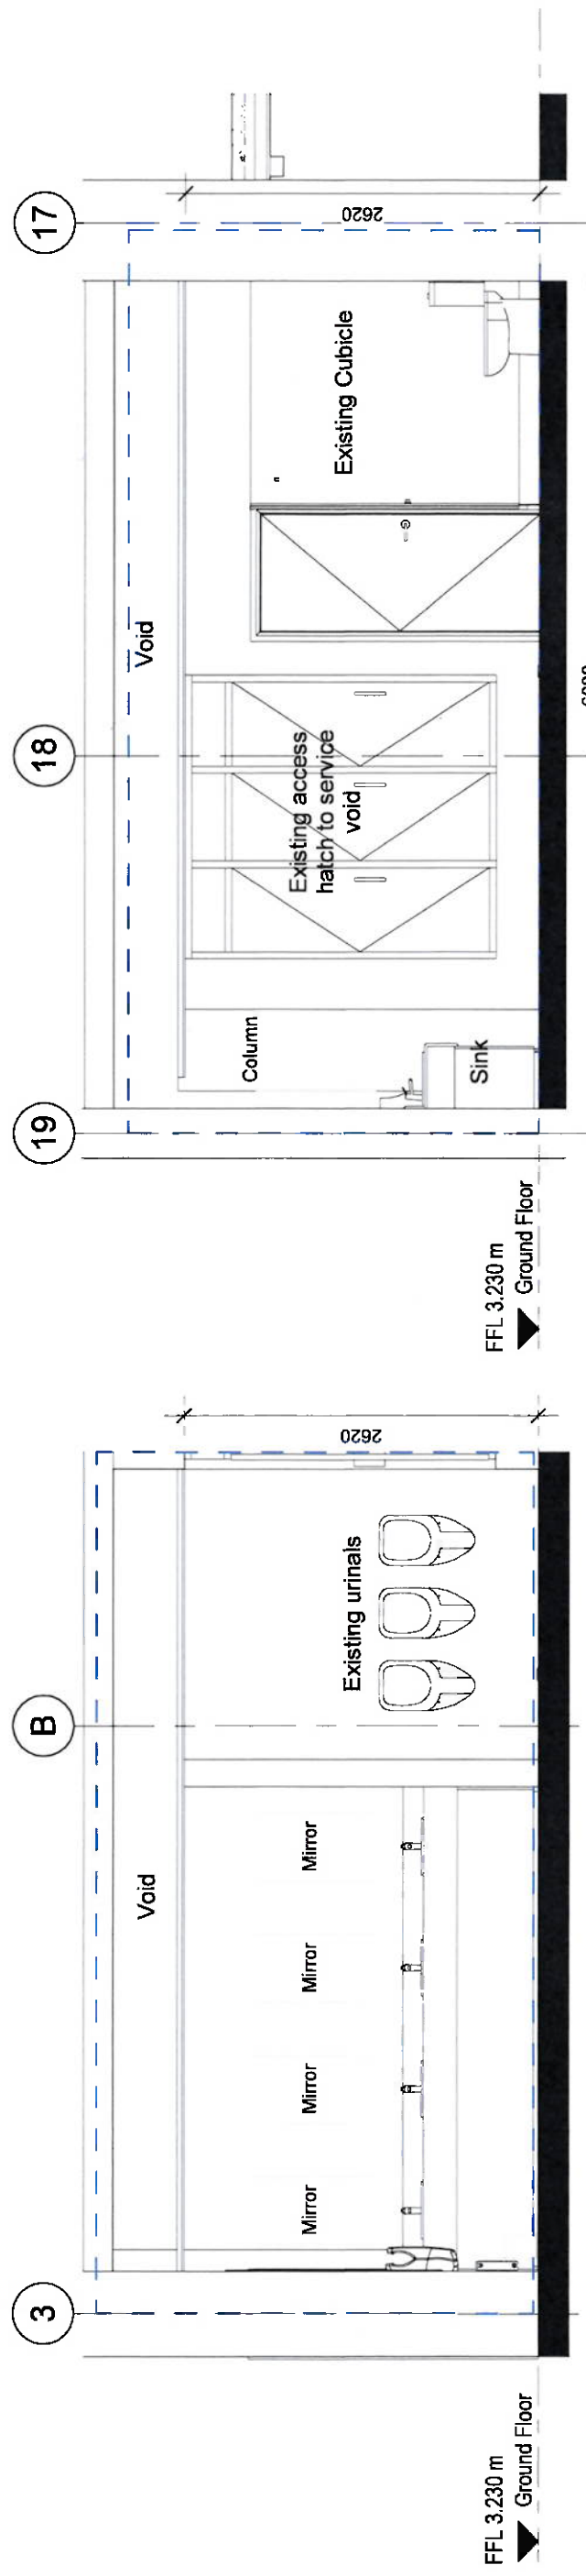 3
B
Void
Mirror
Mirror
Mirror
Mirror
Existing urinals
2620
FFL 3.230 m
Ground Floor
19
18
17
Void
Column
Existing access
hatch to service
void
Existing Cubicle
Sink
2620
FFL 3.230 m
Ground Floor